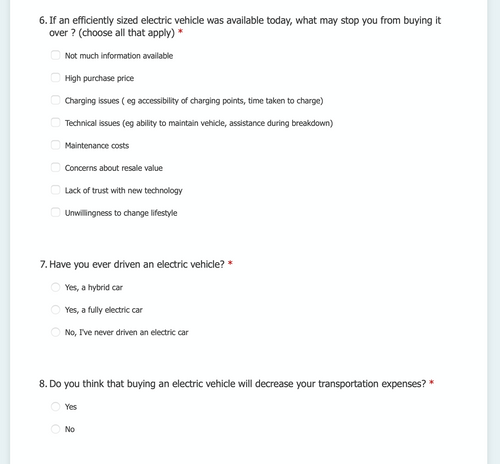 6. If an efficiently sized electric vehicle was available today, what may stop you from buying it
over ? (choose all that apply) *
Not much information available
High purchase price
Charging issues ( eg accessibility of charging points, time taken to charge)
Technical issues (eg ability to maintain vehicle, assistance during breakdown)
Maintenance costs
Concerns about resale value
Lack of trust with new technology
Unwillingness to change lifestyle
7. Have you ever driven an electric vehicle? *
Yes, a hybrid car
Yes, a fully electric car
No, I've never driven an electric car
8. Do you think that buying an electric vehicle will decrease your transportation expenses? *
Yes
No